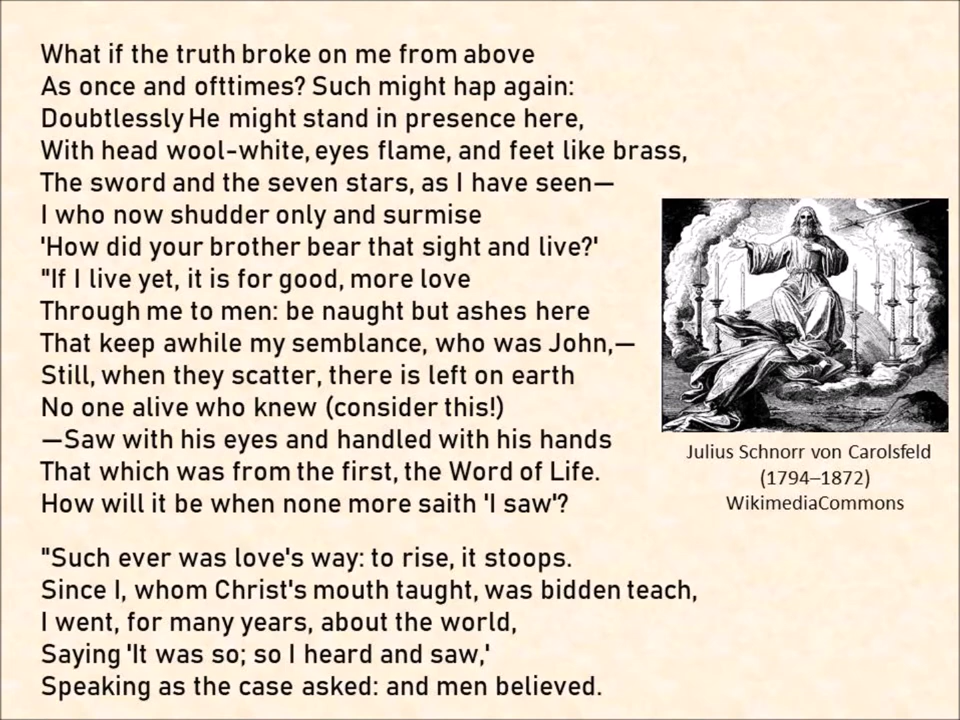 What if the truth broke on me from above
As once and ofttimes? Such might hap again:
Doubtlessly He might stand in presence here,
With head wool-white, eyes flame, and feet like brass,
The sword and the seven stars, as I have seen—
I who now shudder only and surmise
'How did your brother bear that sight and live?'
"If I live yet, it is for good, more love
Through me to men: be naught but ashes here
That keep awhile my semblance, who was John,—
Still, when they scatter, there is left on earth
No one alive who knew (consider this!)
—Saw with his eyes and handled with his hands
That which was from the first, the Word of Life.
How will it be when none more saith 'I saw'?
Julius Schnorr von Carolsfeld
(1794–1872)
WikimediaCommons
"Such ever was love's way: to rise, it stoops.
Since I, whom Christ's mouth taught, was bidden teach,
I went, for many years, about the world,
Saying 'It was so; so I heard and saw,'
Speaking as the case asked: and men believed.